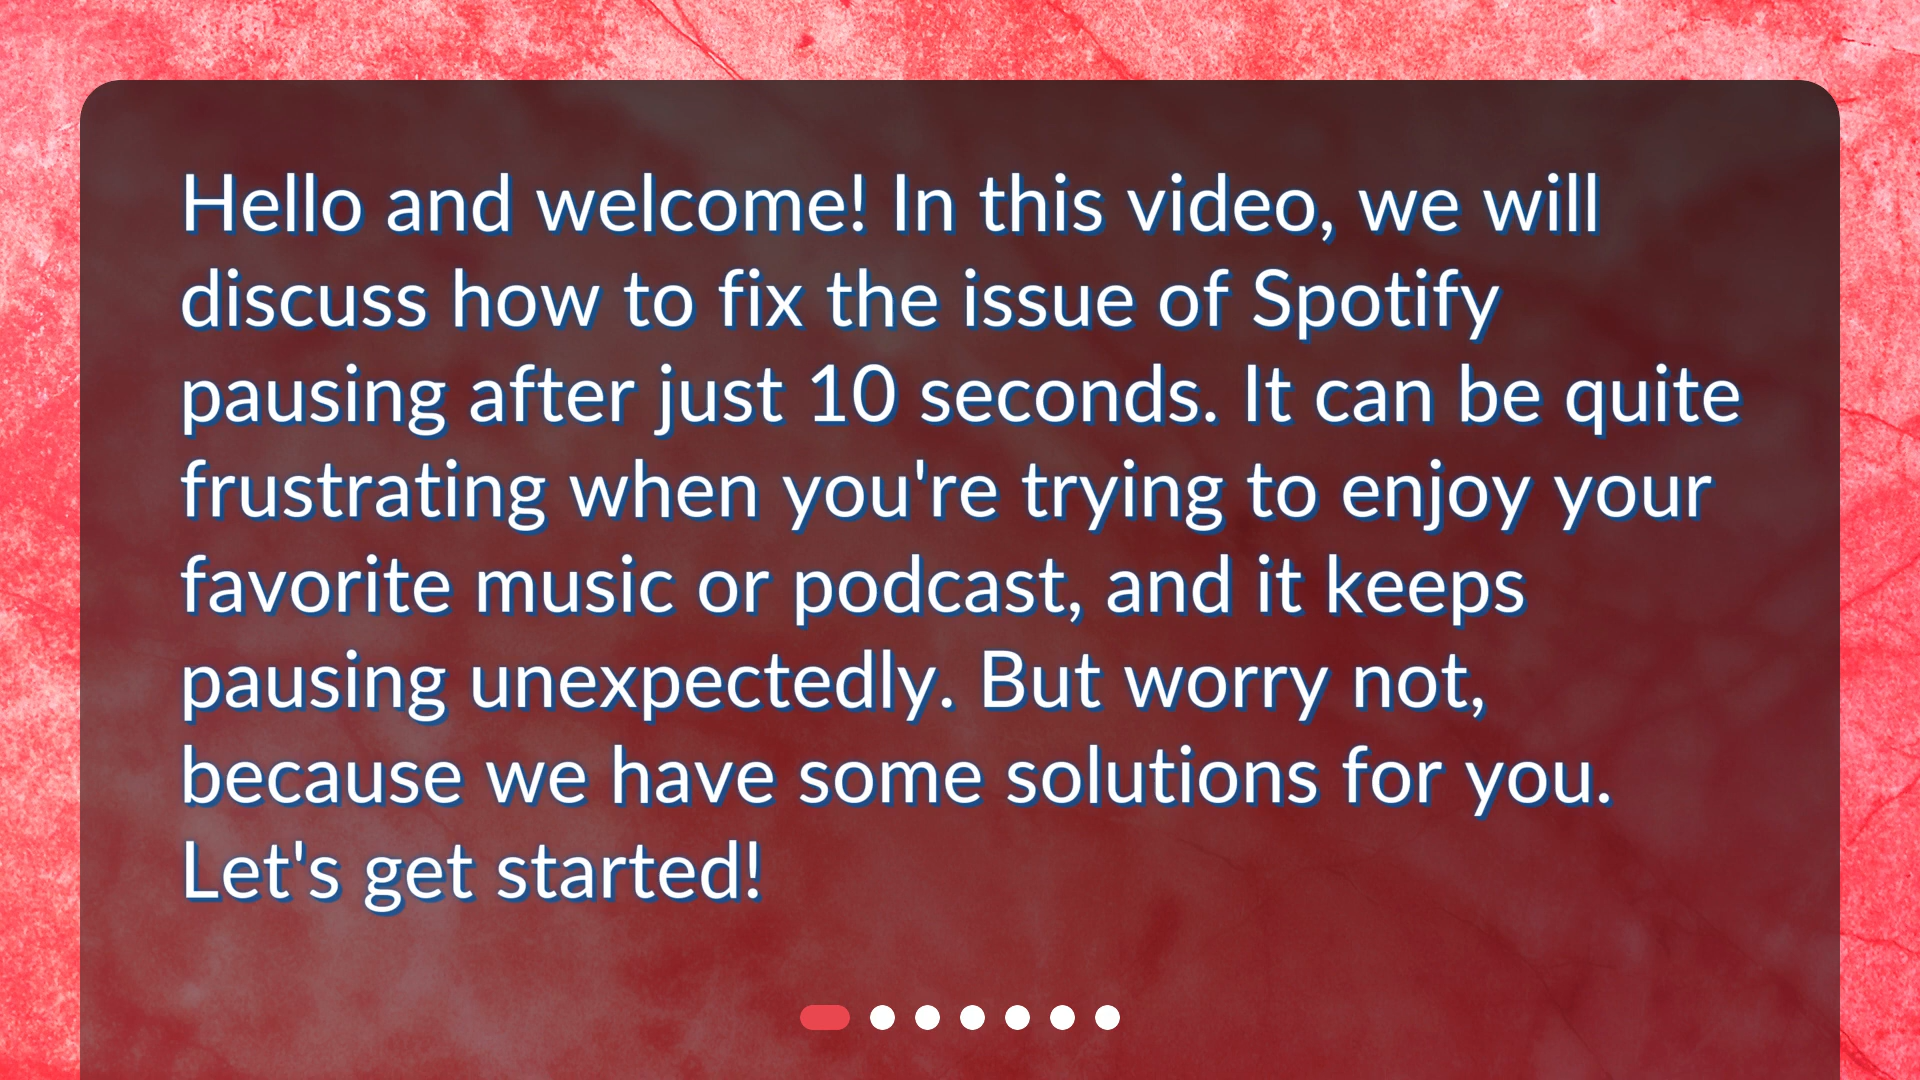 Hello and welcome! In this video, we will
discuss how to fix the issue of Spotify
pausing after just 10 seconds. It can be quite
frustrating when you're trying to enjoy your
favorite music or podcast, and it keeps
pausing unexpectedly. But worry not,
because we have some solutions for you.
Let's get started!